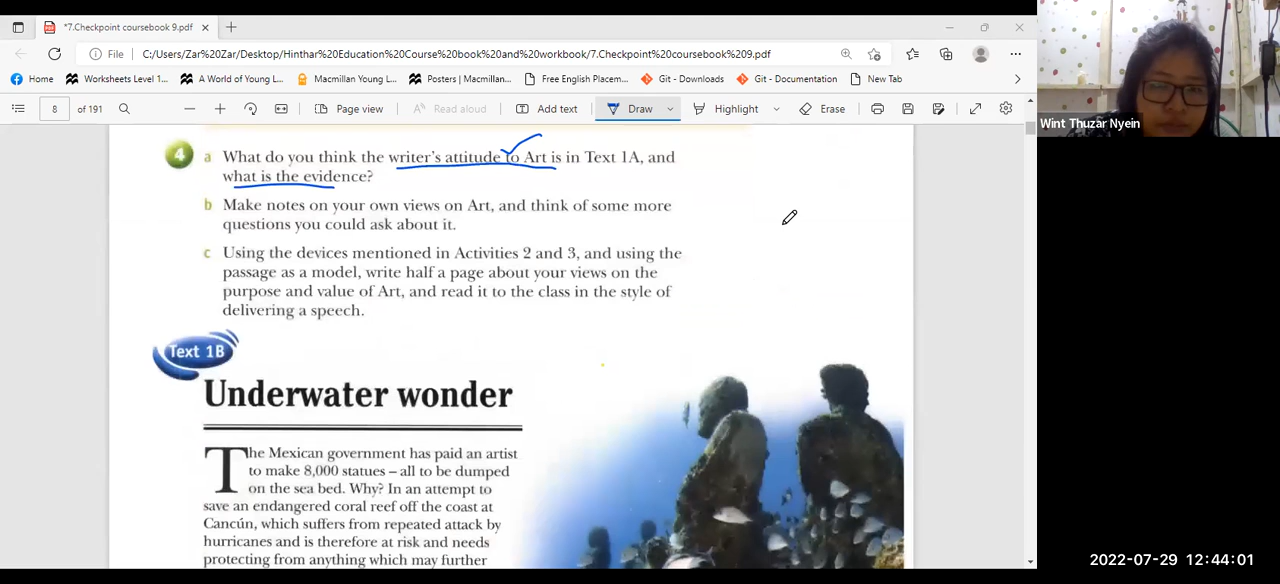 *7.Checkpoint coursebook 9.pdf
File
C:/Users/Zar%20Zar/Desktop/Hinthar%20Education%20Course%20book%20and%20workbook/7.Checkpoint%20coursebook%209.pdf
Home
Worksheets Level 1...
A World of Young L...
Macmillan Young L...
Posters | Macmillan...
Free English Placem...
Git - Downloads
Git - Documentation
New Tab
8 of 191
Page view
Read aloud
Add text
Draw
Highlight
Erase
Wint Thuzar Nyein
4 a What do you think the writer's attitude to Art is in Text 1A, and
what is the evidence?
b Make notes on your own views on Art, and think of some more
questions you could ask about it.
c Using the devices mentioned in Activities 2 and 3, and using the
passage as a model, write half a page about your views on the
purpose and value of Art, and read it to the class in the style of
delivering a speech.
Text 1B
Underwater wonder
The Mexican government has paid an artist
to make 8,000 statues – all to be dumped
on the sea bed. Why? In an attempt to
save an endangered coral reef off the coast at
Cancún, which suffers from repeated attack by
hurricanes and is therefore at risk and needs
protecting from anything which may further
2022-07-29 12:44:01